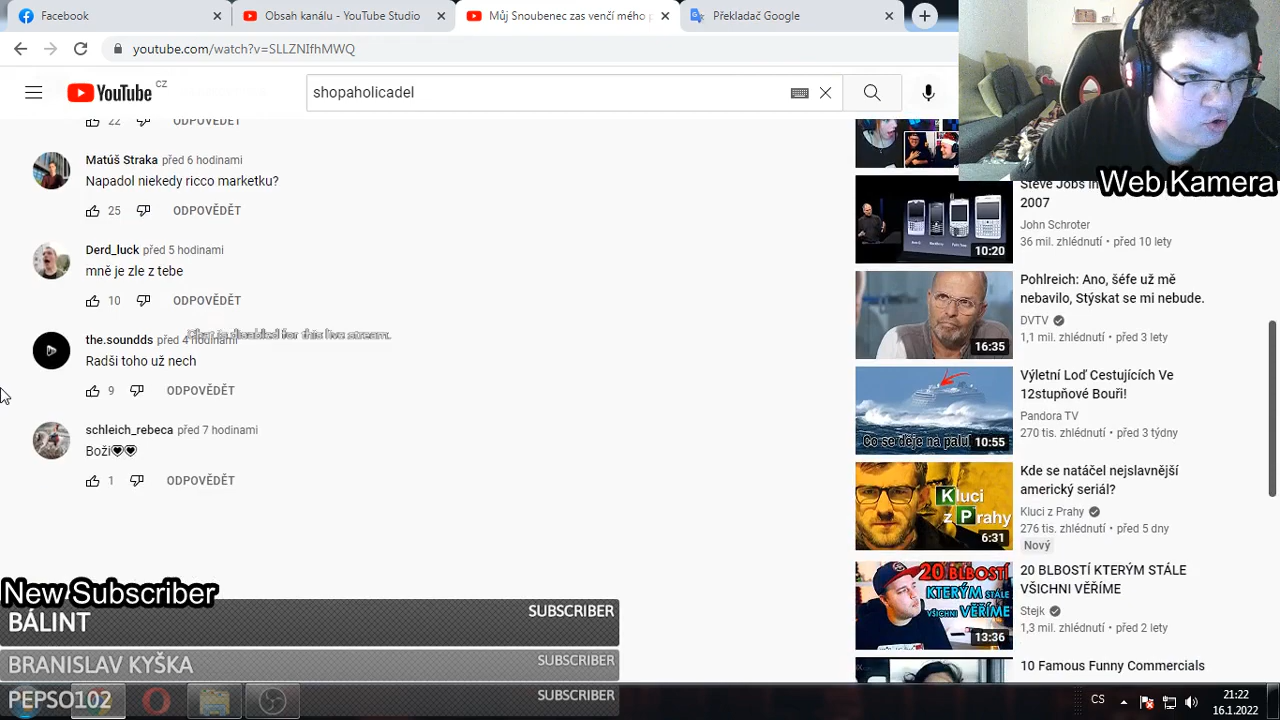 Facebook
Obsah kanálu - YouTube Studio
Můj Snoubenec zas venčí mého p
Překladač Google
youtube.com/watch?v=SLLZNIfhMWQ
YouTube CZ
shopaholicadel
22 ODPOVĚDĚT
Matúš Straka před 6 hodinami
Napadol niekedy ricco marketku?
25 ODPOVĚDĚT
Derd_luck před 5 hodinami
mně je zle z tebe
10 ODPOVĚDĚT
the.soundds před 4 hodinami
Chat is disabled for this live stream.
Radši toho už nech
9 ODPOVĚDĚT
schleich_rebeca před 7 hodinami
Boží
1 ODPOVĚDĚT
Web Kamera
Steve Jobs in
2007
John Schroter
36 mil. zhlédnutí • před 10 lety
10:20
Pohlreich: Ano, šéfe už mě
nebavilo, Stýskat se mi nebude.
DVTV
1,1 mil. zhlédnutí • před 3 lety
16:35
Výletní Loď Cestujících Ve
12stupňové Bouři!
Pandora TV
270 tis. zhlédnutí • před 3 týdny
Co se děje na palu
10:55
Kde se natáčel nejslavnější
americký seriál?
Kluci z Prahy
276 tis. zhlédnutí • před 5 dny
Nový
Kluci
z Prahy
6:31
20 BLBOSTÍ KTERÝM STÁLE
VŠICHNI VĚŘÍME
Stejk
1,3 mil. zhlédnutí • před 2 lety
20 BLBOSTÍ
KTERÝM STÁLE
VŠICHNI VĚŘÍME
13:36
10 Famous Funny Commercials
New Subscriber
BÁLINT SUBSCRIBER
BRANISLAV KYŠKA SUBSCRIBER
PEPSO102 SUBSCRIBER
CS
21:22
16.1.2022